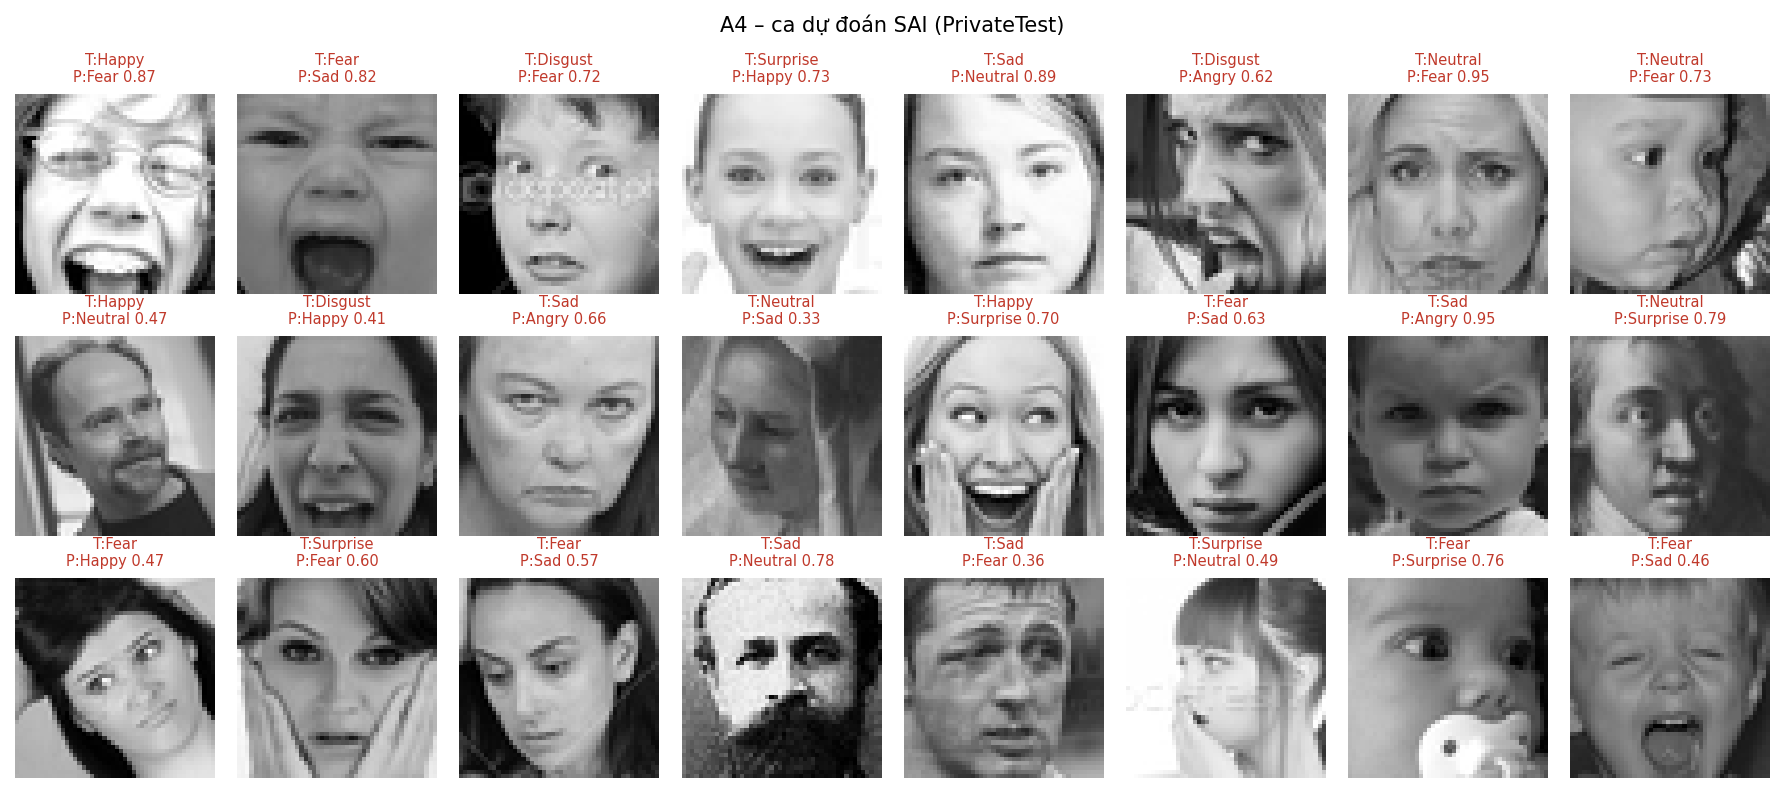 A4 – ca dự đoán SAI (PrivateTest)
T:Happy
P:Fear 0.87
T:Fear
P:Sad 0.82
T:Disgust
P:Fear 0.72
T:Surprise
P:Happy 0.73
T:Sad
P:Neutral 0.89
T:Disgust
P:Angry 0.62
T:Neutral
P:Fear 0.95
T:Neutral
P:Fear 0.73
T:Happy
P:Neutral 0.47
T:Disgust
P:Happy 0.41
T:Sad
P:Angry 0.66
T:Neutral
P:Sad 0.33
T:Happy
P:Surprise 0.70
T:Fear
P:Sad 0.63
T:Sad
P:Angry 0.95
T:Neutral
P:Surprise 0.79
T:Fear
P:Happy 0.47
T:Surprise
P:Fear 0.60
T:Fear
P:Sad 0.57
T:Sad
P:Neutral 0.78
T:Sad
P:Fear 0.36
T:Surprise
P:Neutral 0.49
T:Fear
P:Surprise 0.76
T:Fear
P:Sad 0.46